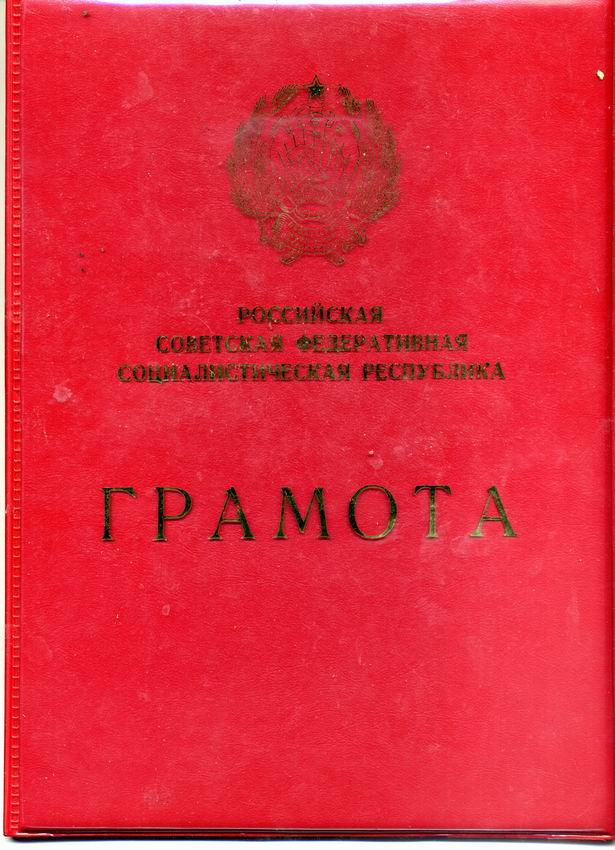 РОССИЙСКАЯ
СОВЕТСКАЯ ФЕДЕРАТИВНАЯ
СОЦИАЛИСТИЧЕСКАЯ РЕСПУБЛИКА
ГРАМОТА